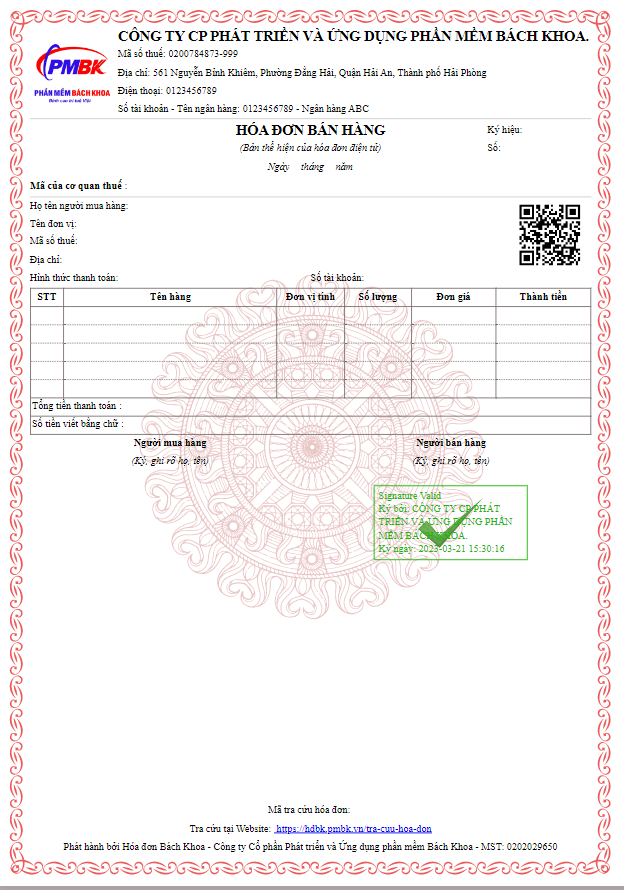 CÔNG TY CP PHÁT TRIỂN VÀ ỨNG DỤNG PHẦN MỀM BÁCH KHOA.
PMBK
PHẦN MỀM BÁCH KHOA
Đỉnh cao trí tuệ Việt
Mã số thuế: 0200784873-999
Địa chỉ: 561 Nguyễn Bỉnh Khiêm, Phường Đằng Hải, Quận Hải An, Thành phố Hải Phòng
Điện thoại: 0123456789
Số tài khoản - Tên ngân hàng: 0123456789 - Ngân hàng ABC
HÓA ĐƠN BÁN HÀNG
Ký hiệu:
(Bản thể hiện của hóa đơn điện tử)
Số:
Ngày tháng năm
Mã của cơ quan thuế :
Họ tên người mua hàng:
Tên đơn vị:
Mã số thuế:
Địa chỉ:
Hình thức thanh toán: Số tài khoản:
STT Tên hàng Đơn vị tính Số lượng Đơn giá Thành tiền
Tổng tiền thanh toán :
Số tiền viết bằng chữ :
Người mua hàng Người bán hàng
(Ký, ghi rõ họ, tên) (Ký, ghi rõ họ, tên)
Signature Valid
Ký bởi: CÔNG TY CP PHÁT
TRIỂN VÀ ỨNG DỤNG PHẦN
MỀM BÁCH KHOA.
Ký ngày: 2023-03-21 15:30:16
Mã tra cứu hóa đơn:
Tra cứu tại Website: https://hdbk.pmbk.vn/tra-cuu-hoa-don
Phát hành bởi Hóa đơn Bách Khoa - Công ty Cổ phần Phát triển và Ứng dụng phần mềm Bách Khoa - MST: 0202029650